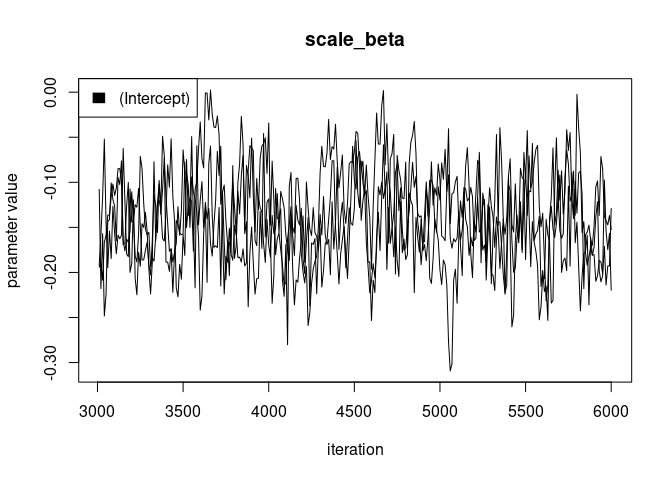 scale_beta
(Intercept)
0.00
-0.10
-0.20
-0.30
parameter value
3000 3500 4000 4500 5000 5500 6000
iteration